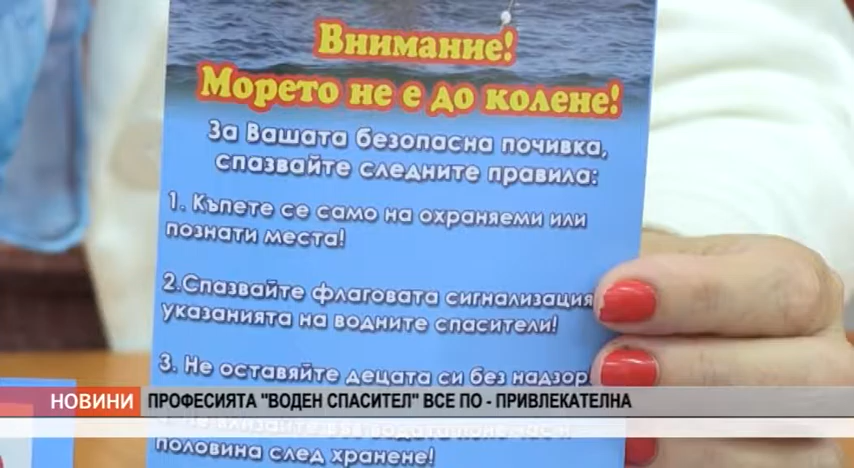 Внимание!
Морето не е до колене!
За Вашата безопасна почивка,
спазвайте следните правила:
1. Къпете се само на охраняеми или
познати места!
2.Спазвайте флаговата сигнализация
указанията на водните спасители!
3. Не оставяйте децата си без надзор!
НОВИНИ
ПРОФЕСИЯТА "ВОДЕН СПАСИТЕЛ" ВСЕ ПО - ПРИВЛЕКАТЕЛНА
половина след хранене!